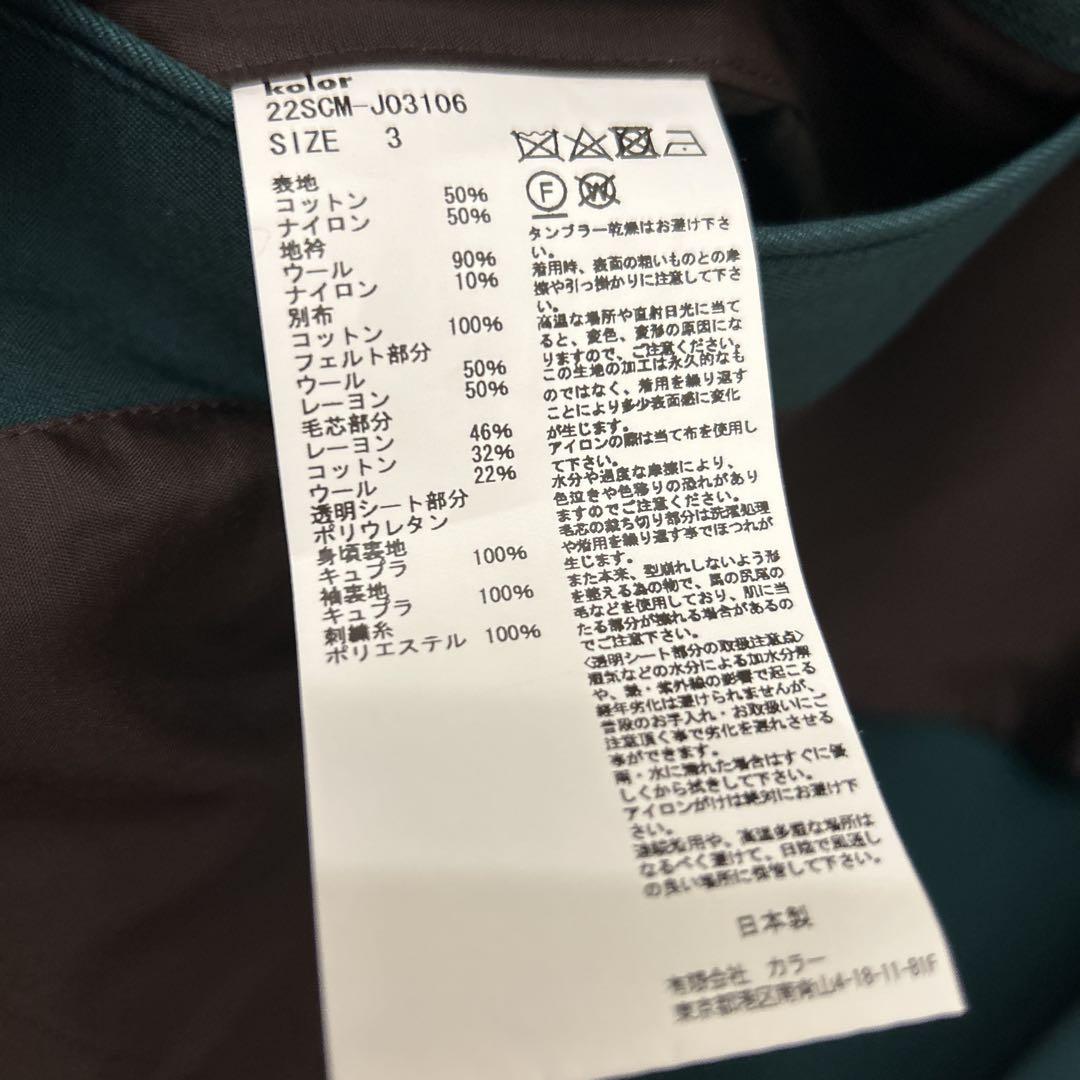 kolor
22SCM-J03106
SIZE 3
表地
コットン 50%
ナイロン 50%
地衿
ウール 90%
ナイロン 10%
別布
コットン 100%
フェルト部分
ウール 50%
レーヨン 50%
毛芯部分
レーヨン 46%
コットン 32%
ウール 22%
透明シート部分
ポリウレタン
身頃裏地
キュプラ 100%
袖裏地
キュプラ 100%
刺繍糸
ポリエステル 100%
F W
タンブラー乾燥はお避け下さ
い。
着用時、表面の粗いものとの摩
擦や引っ掛かりに注意して下さ
い。
高温な場所や直射日光に当て
ると、変色、変形の原因にな
りますので、ご注意ください。
この生地の加工は永久的なも
のではなく、着用を繰り返す
ことにより多少表面感に変化
が生じます。
アイロンの際は当て布を使用し
て下さい。
水分や過度な摩擦により、
色泣きや色移りの恐れがあり
ますのでご注意ください。
毛芯の裁ち切り部分は洗濯処理
や着用を繰り返す事でほつれが
生じます。
また本来、型崩れしないよう形
を整える為の物で、馬の尻尾の
毛などを使用しており、肌に当
たる部分が擦れる場合があるの
でご注意下さい。
〈透明シート部分の取扱注意点〉
湿気などの水分による加水分解
や、熱・紫外線の影響で起こる
経年劣化は避けられませんが、
普段のお手入れ・お取扱いにご
注意頂く事で劣化を遅れさせる
事ができます。
雨・水に濡れた場合はすぐに優
しくから拭きして下さい。
アイロンがけは絶対にお避け下
さい。
連続着用や、高温多湿な場所は
なるべく避けて、日陰で風通し
の良い場所に保管して下さい。
日本製
有限会社 カラー
東京都港区南青山4-18-11-B1F